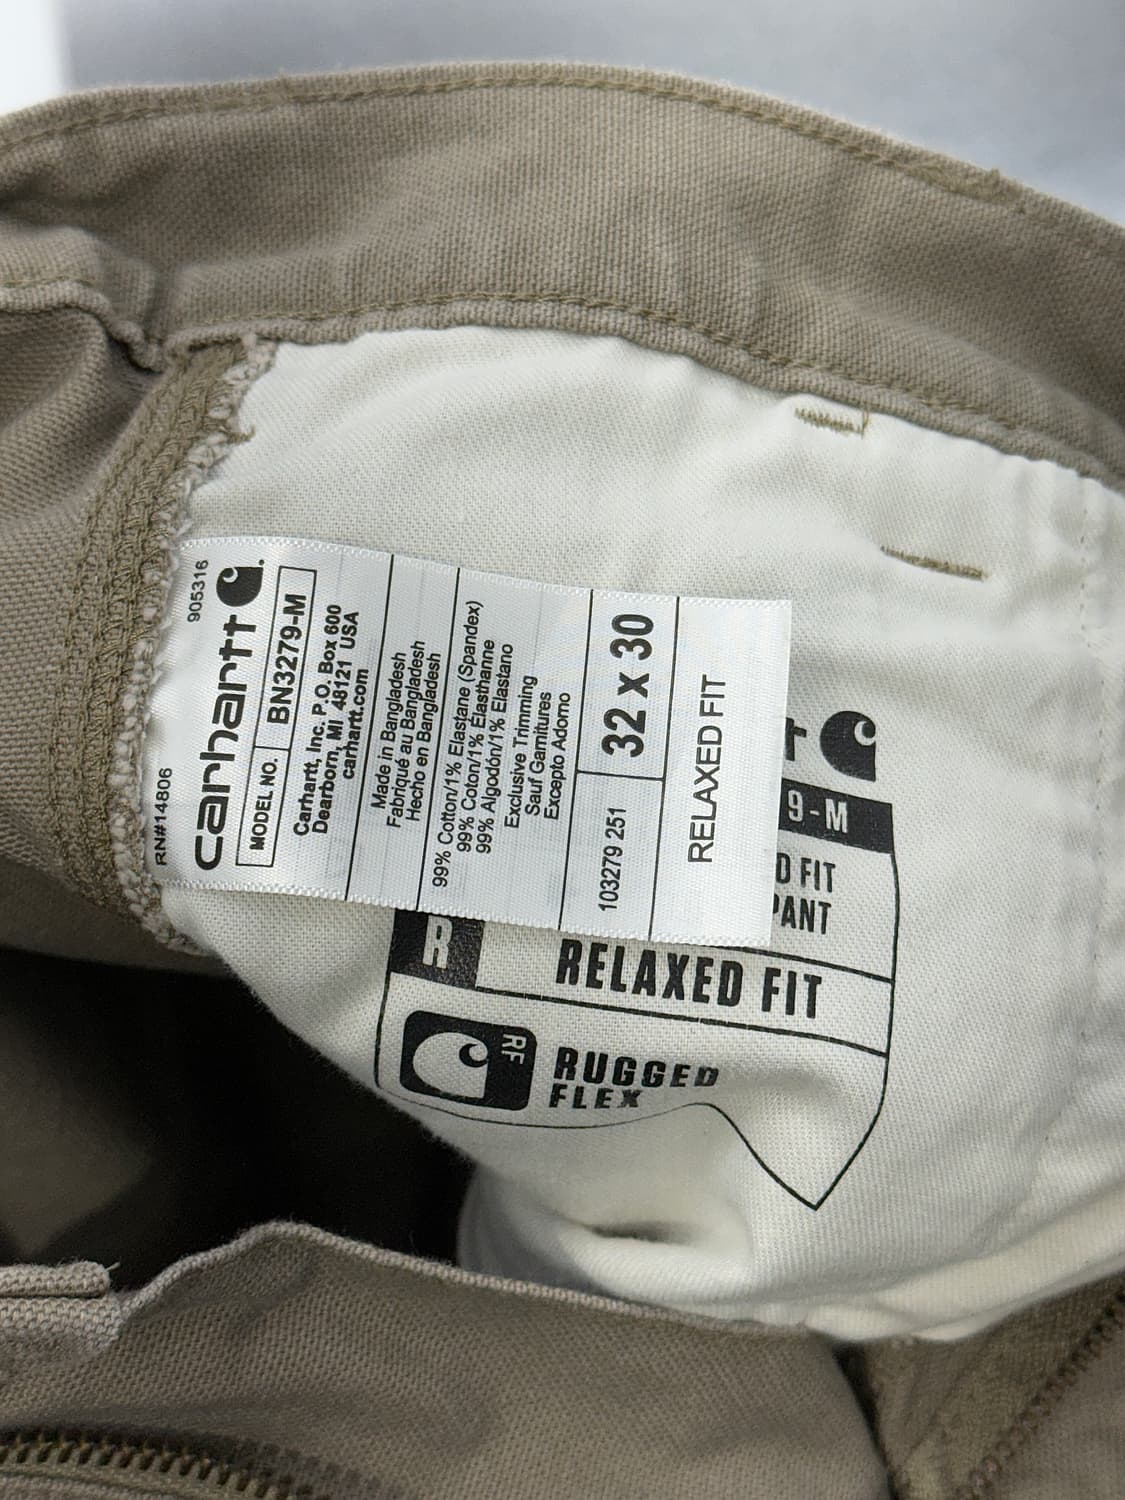 RN#14806 905316
carhartt
MODEL NO. BN3279-M
Carhartt, Inc. P.O. Box 600
Dearborn, MI 48121 USA
carhartt.com
Made in Bangladesh
Fabriqué au Bangladesh
Hecho en Bangladesh
99% Cotton/1% Elastane (Spandex)
99% Coton/1% Élasthanne
99% Algodón/1% Elastano
Exclusive Trimming
Sauf Garnitures
Excepto Adorno
103279 251 32 x 30
RELAXED FIT
t
9-M
D FIT
PANT
R RELAXED FIT
RF RUGGED
FLEX